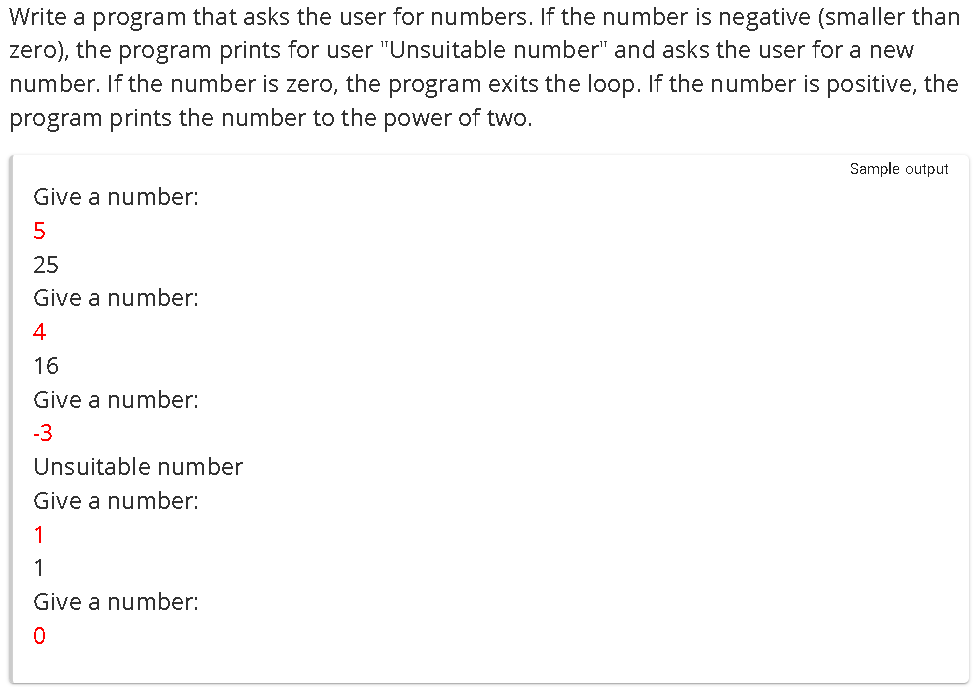 Write a program that asks the user for numbers. If the number is negative (smaller than
zero), the program prints for user "Unsuitable number" and asks the user for a new
number. If the number is zero, the program exits the loop. If the number is positive, the
program prints the number to the power of two.
Sample output
Give a number:
5
25
Give a number:
4
16
Give a number:
-3
Unsuitable number
Give a number:
1
1
Give a number:
0